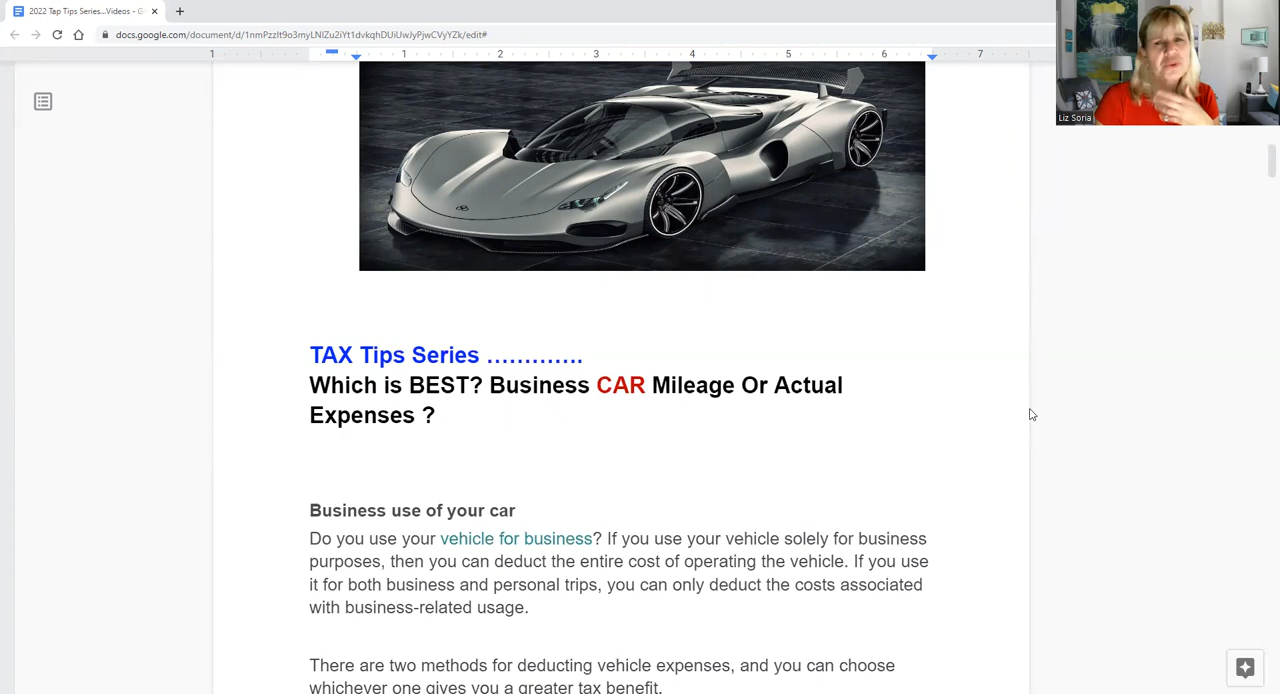 2022 Tap Tips Series...Videos - G
docs.google.com/document/d/1nmPzzIt9o3myLNIZu2iYt1dvkqhDUiUwJyPjwCVyYZk/edit#
1 1 2 3 4 5 6 7
Liz Soria
TAX Tips Series ………….
Which is BEST? Business CAR Mileage Or Actual
Expenses ?
Business use of your car
Do you use your vehicle for business? If you use your vehicle solely for business
purposes, then you can deduct the entire cost of operating the vehicle. If you use
it for both business and personal trips, you can only deduct the costs associated
with business-related usage.
There are two methods for deducting vehicle expenses, and you can choose
whichever one gives you a greater tax benefit.